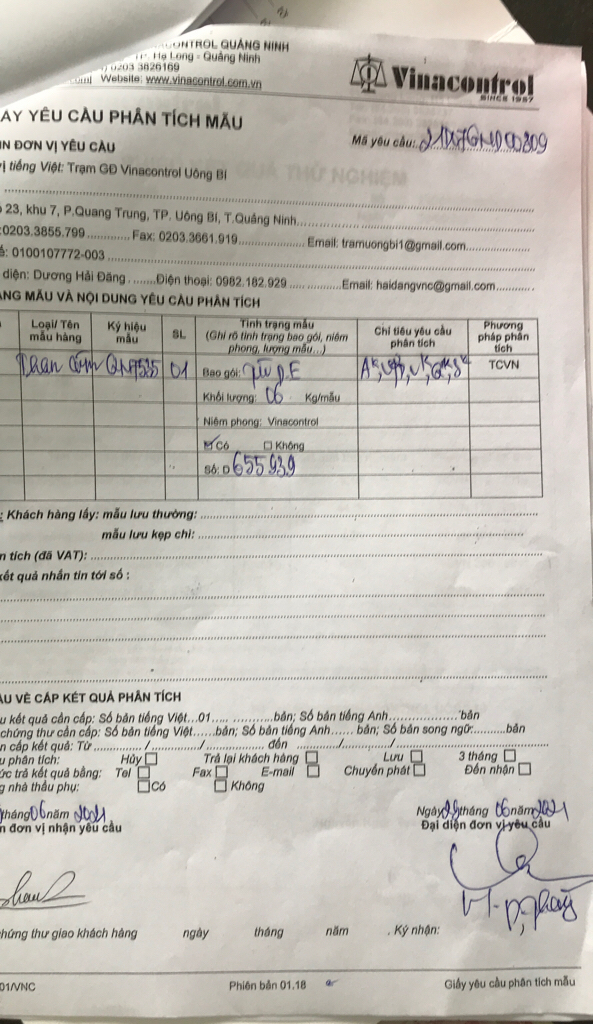 CONTROL QUẢNG NINH
TP. Hạ Long - Quảng Ninh
0203 3826169
Website: www.vinacontrol.com.vn
Vinacontrol
SINCE 1957
ẤY YÊU CẦU PHÂN TÍCH MẪU
Mã yêu cầu:
N ĐƠN VỊ YÊU CẦU
vị tiếng Việt: Trạm GĐ Vinacontrol Uông Bí
23, khu 7, P.Quang Trung, TP. Uông Bí, T.Quảng Ninh
:0203.3855.799 Fax: 0203.3661.919 Email: tramuongbi1@gmail.com
ế: 0100107772-003
diện: Dương Hải Đăng Điện thoại: 0982.182.929 Email: haidangvnc@gmail.com
ẠNG MẪU VÀ NỘI DUNG YÊU CẦU PHÂN TÍCH
Loại/ Tên mẫu hàng Ký hiệu mẫu SL Tình trạng mẫu (Ghi rõ tình trạng bao gói, niêm phong, lượng mẫu...) Chỉ tiêu yêu cầu phân tích Phương pháp phân tích
Than cám QN7535 01 Bao gói: Túi P.E TCVN
Khối lượng: 06 Kg/mẫu
Niêm phong: Vinacontrol
Có Không
Số: D 655939
: Khách hàng lấy: mẫu lưu thường:
mẫu lưu kẹp chì:
n tích (đã VAT):
kết quả nhắn tin tới số :
ẦU VỀ CẤP KẾT QUẢ PHÂN TÍCH
u kết quả cần cấp: Số bản tiếng Việt...01 bản; Số bản tiếng Anh bản
chứng thư cần cấp: Số bản tiếng Việt......bản; Số bản tiếng Anh...... bản; Số bản song ngữ bản
n cấp kết quả: Từ / / đến / /
u phân tích: Hủy Trả lại khách hàng Lưu 3 tháng
ức trả kết quả bằng: Tel Fax E-mail Chuyển phát Đến nhận
g nhà thầu phụ: Có Không
tháng 06 năm 2021
n đơn vị nhận yêu cầu
Ngày 29 tháng 06 năm 2021
Đại diện đơn vị yêu cầu
chứng thư giao khách hàng ngày tháng năm . Ký nhận:
01/VNC Phiên bản 01.18 Giấy yêu cầu phân tích mẫu